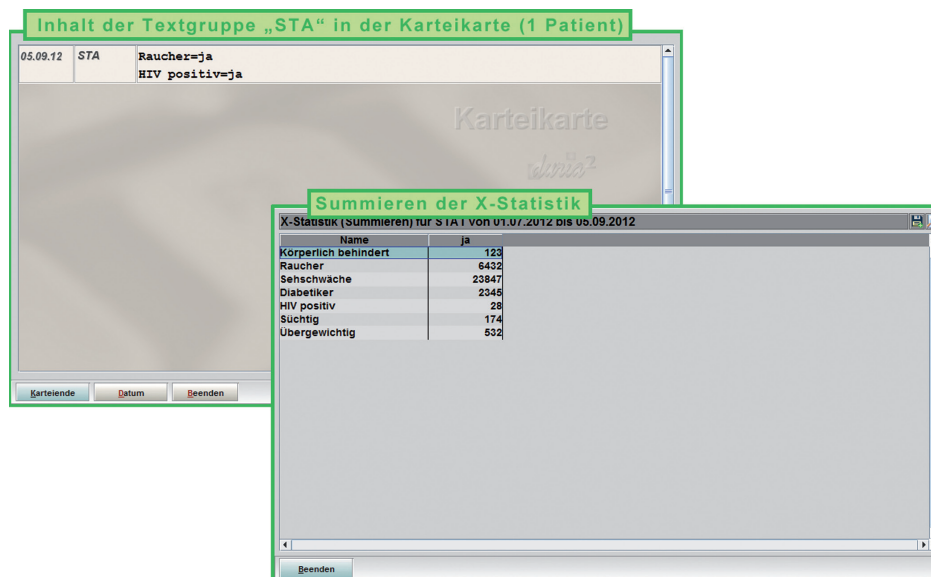 Inhalt der Textgruppe „STA“ in der Karteikarte (1 Patient)
05.09.12 STA Raucher=ja
HIV positiv=ja
Karteikarte
Summieren der X-Statistik
X-Statistik (Summieren) für STAT von 01.07.2012 bis 05.09.2012
Name ja
Körperlich behindert 123
Raucher 6432
Sehschwäche 23847
Diabetiker 2345
HIV positiv 28
Süchtig 174
Übergewichtig 532
Karteiende Datum Beenden
Beenden